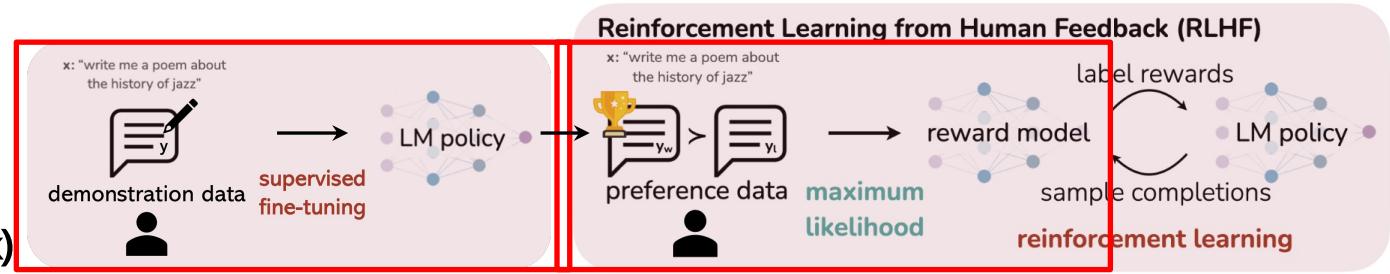 Reinforcement Learning from Human Feedback (RLHF)
x: “write me a poem about
the history of jazz”
y
demonstration data
supervised
fine-tuning
LM policy
x: “write me a poem about
the history of jazz”
yw
≻
yl
preference data
maximum
likelihood
reward model
label rewards
sample completions
reinforcement learning
LM policy